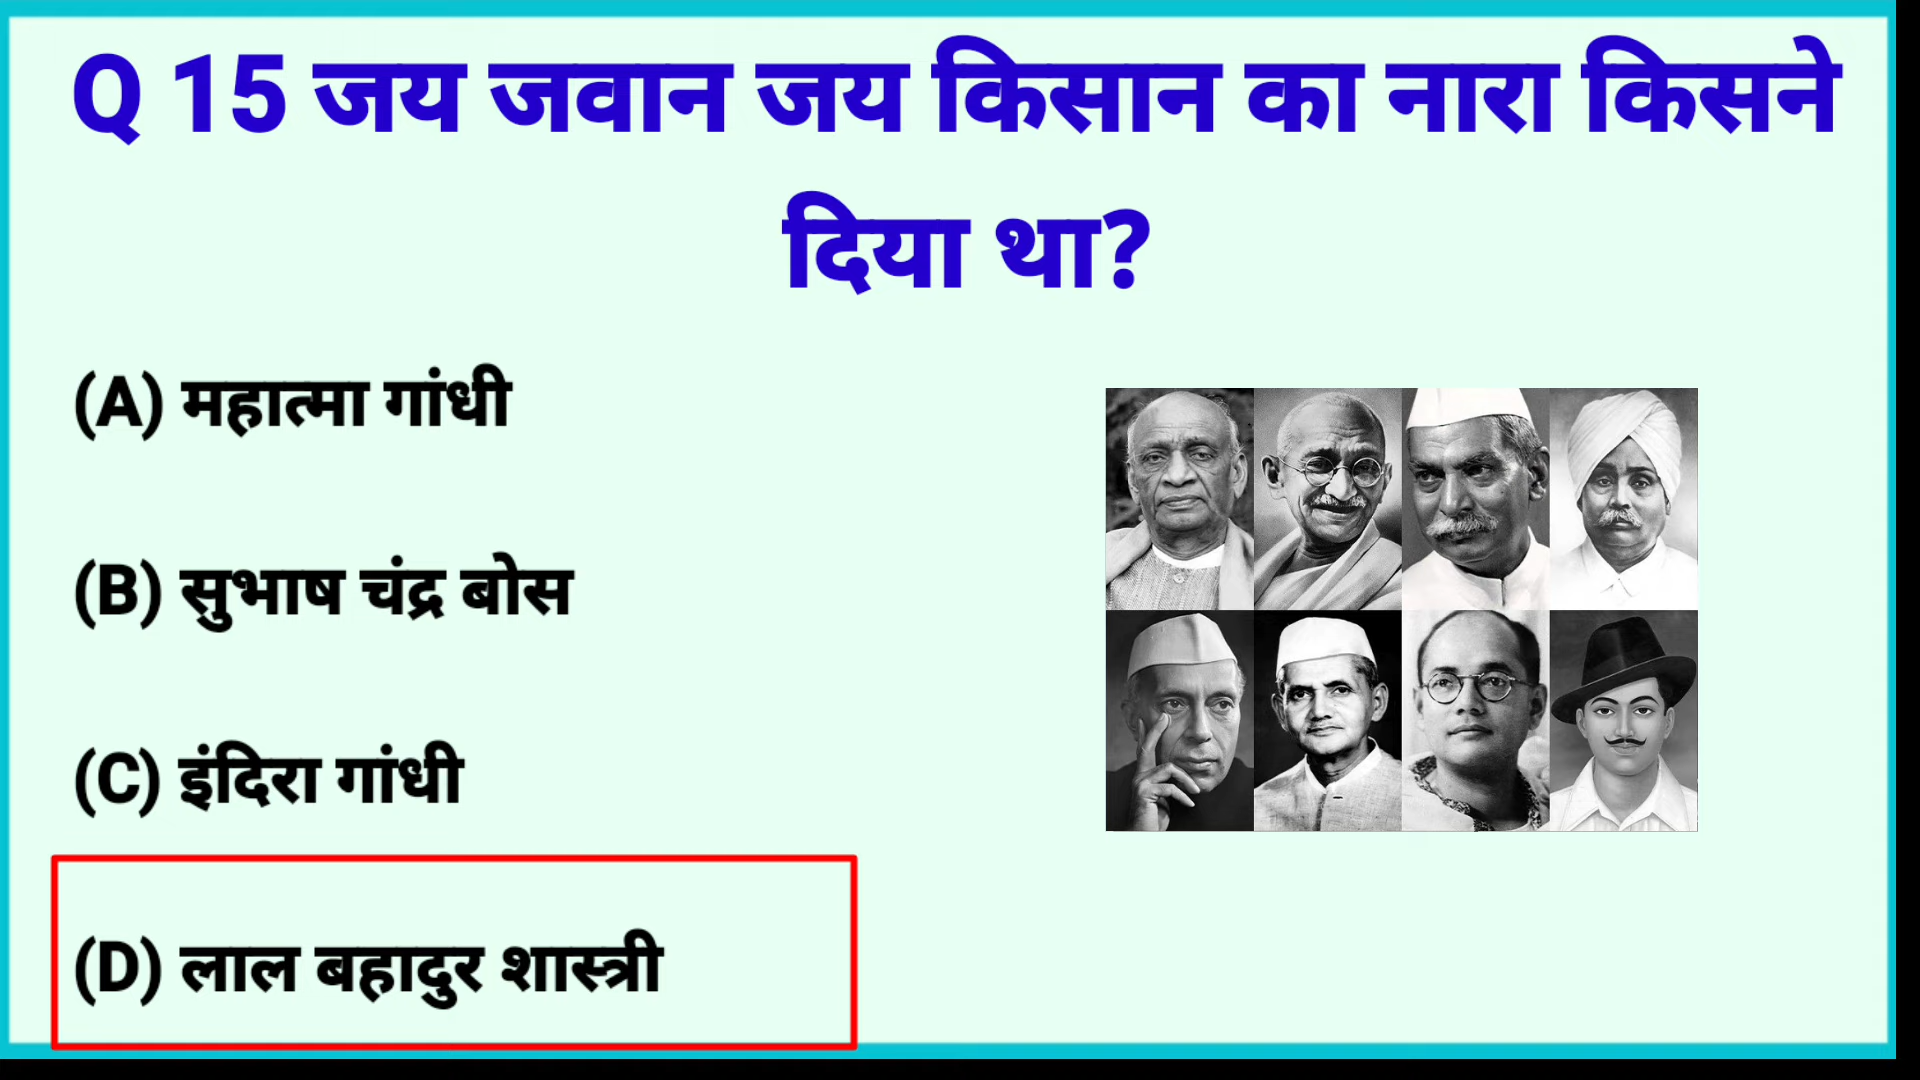 Q 15 जय जवान जय किसान का नारा किसने
दिया था?
(A) महात्मा गांधी
(B) सुभाष चंद्र बोस
(C) इंदिरा गांधी
(D) लाल बहादुर शास्त्री